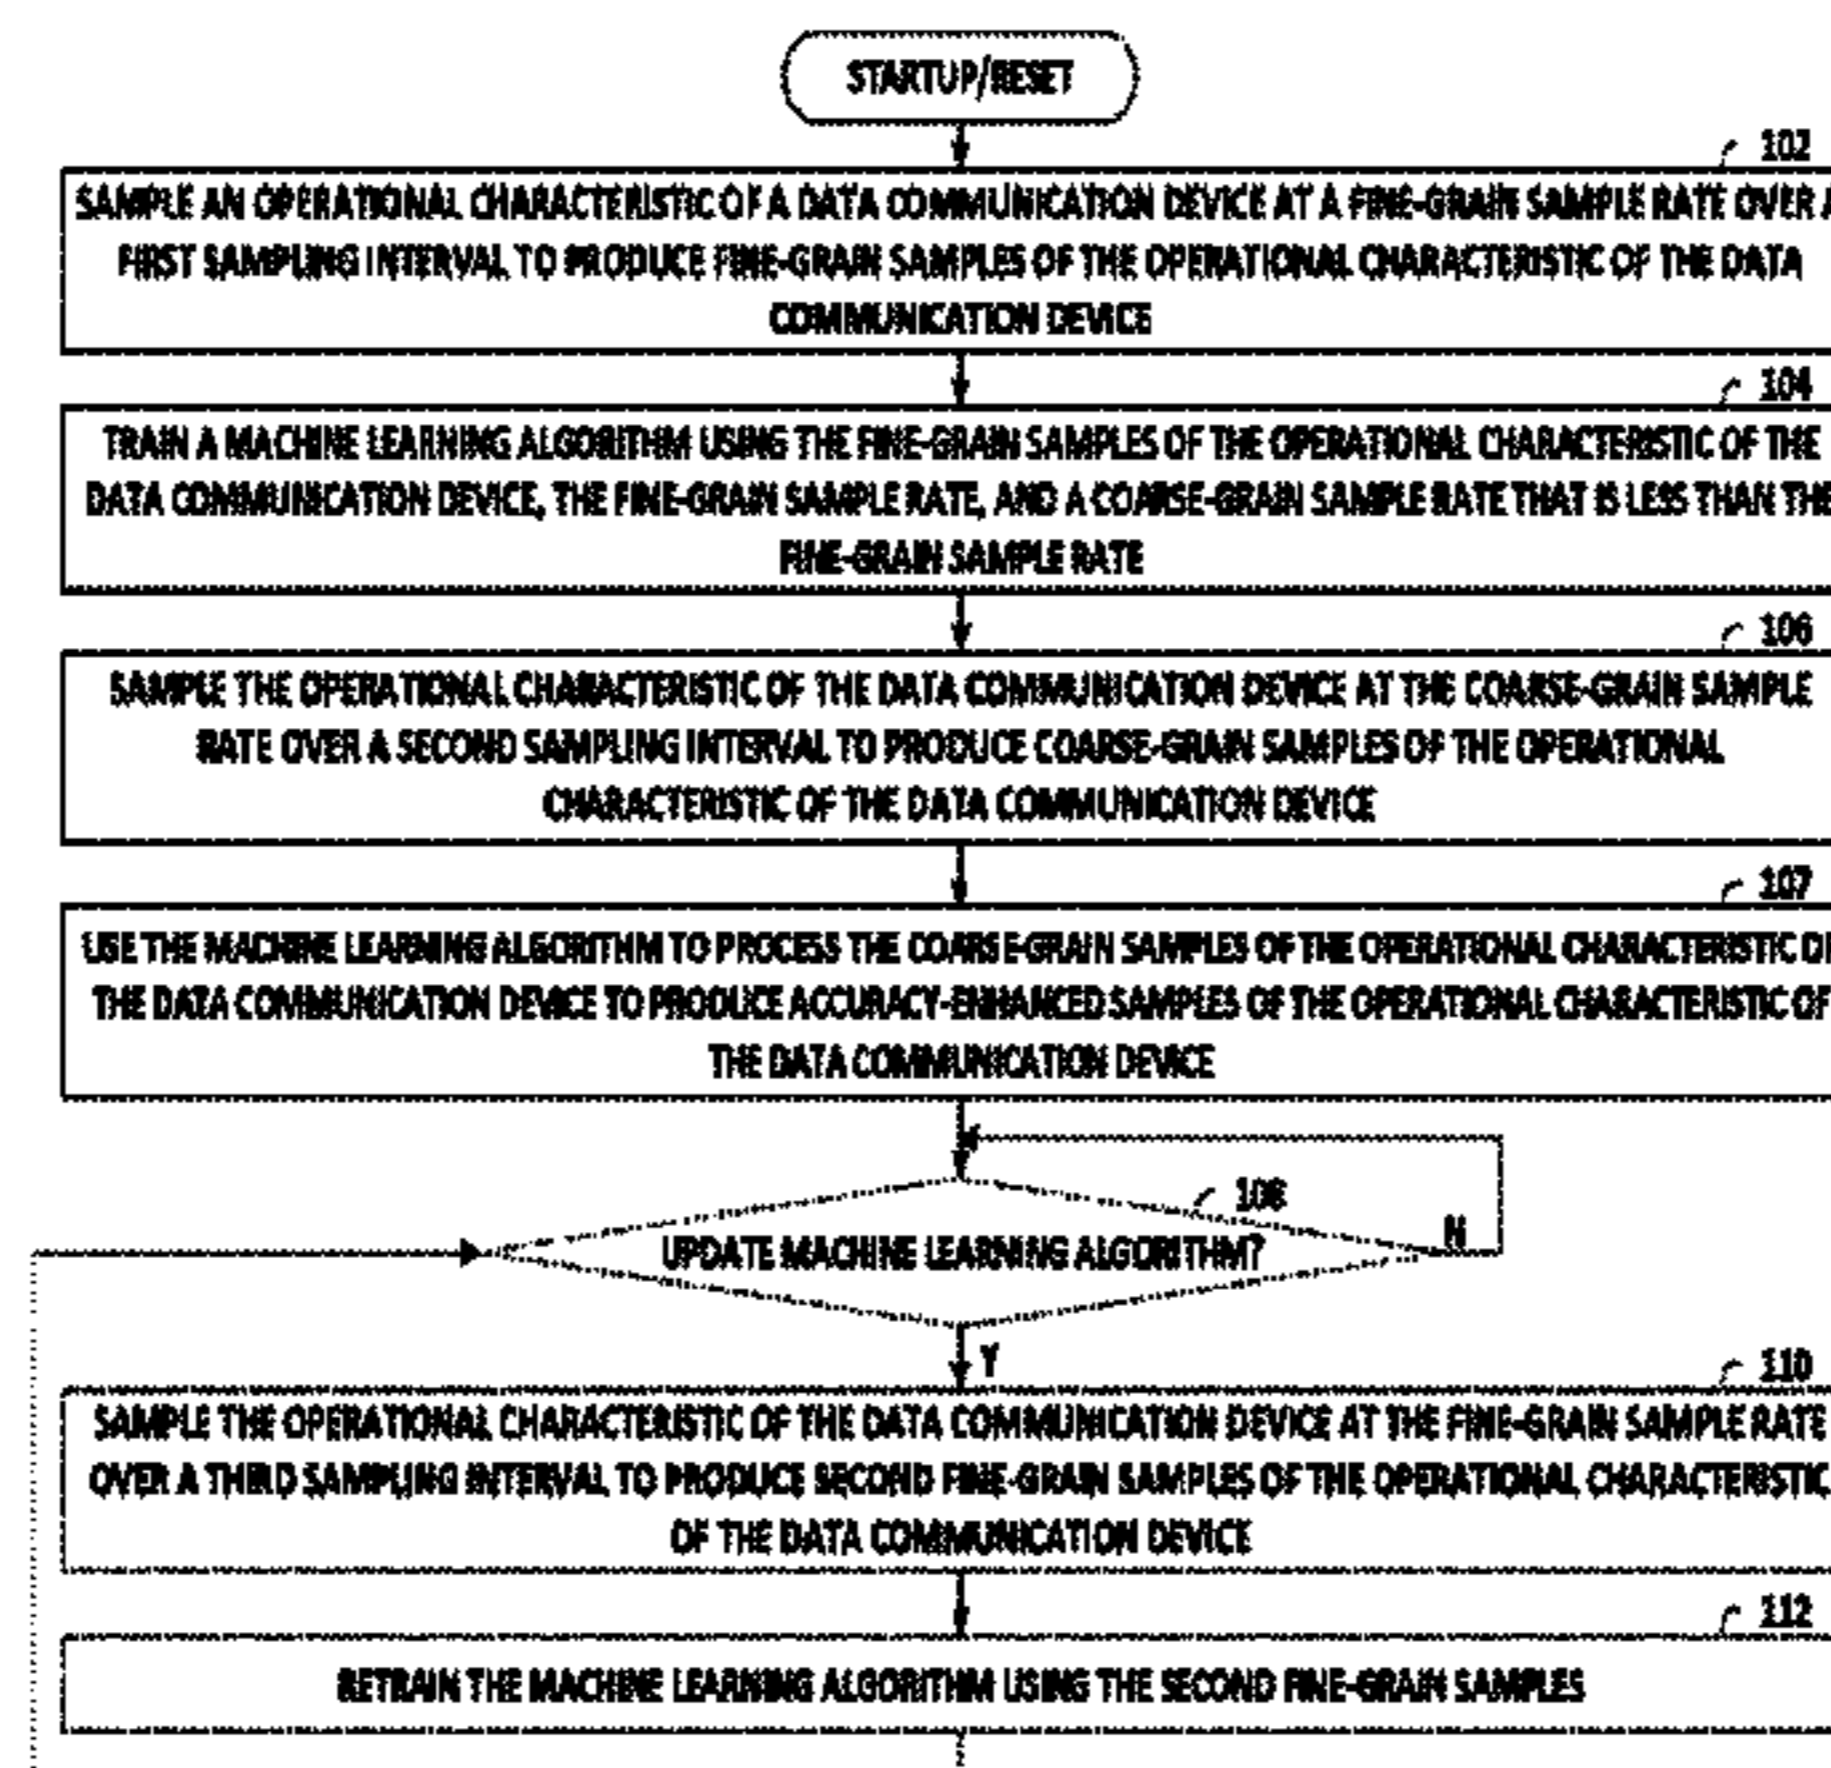 STARTUP/RESET
102
SAMPLE AN OPERATIONAL CHARACTERISTIC OF A DATA COMMUNICATION DEVICE AT A FINE-GRAIN SAMPLE RATE OVER A
FIRST SAMPLING INTERVAL TO PRODUCE FINE-GRAIN SAMPLES OF THE OPERATIONAL CHARACTERISTIC OF THE DATA
COMMUNICATION DEVICE
104
TRAIN A MACHINE LEARNING ALGORITHM USING THE FINE-GRAIN SAMPLES OF THE OPERATIONAL CHARACTERISTIC OF THE
DATA COMMUNICATION DEVICE, THE FINE-GRAIN SAMPLE RATE, AND A COARSE-GRAIN SAMPLE RATE THAT IS LESS THAN THE
FINE-GRAIN SAMPLE RATE
106
SAMPLE THE OPERATIONAL CHARACTERISTIC OF THE DATA COMMUNICATION DEVICE AT THE COARSE-GRAIN SAMPLE
RATE OVER A SECOND SAMPLING INTERVAL TO PRODUCE COARSE-GRAIN SAMPLES OF THE OPERATIONAL
CHARACTERISTIC OF THE DATA COMMUNICATION DEVICE
107
USE THE MACHINE LEARNING ALGORITHM TO PROCESS THE COARSE-GRAIN SAMPLES OF THE OPERATIONAL CHARACTERISTIC OF
THE DATA COMMUNICATION DEVICE TO PRODUCE ACCURACY-ENHANCED SAMPLES OF THE OPERATIONAL CHARACTERISTIC OF
THE DATA COMMUNICATION DEVICE
108
N
UPDATE MACHINE LEARNING ALGORITHM?
Y
110
SAMPLE THE OPERATIONAL CHARACTERISTIC OF THE DATA COMMUNICATION DEVICE AT THE FINE-GRAIN SAMPLE RATE
OVER A THIRD SAMPLING INTERVAL TO PRODUCE SECOND FINE-GRAIN SAMPLES OF THE OPERATIONAL CHARACTERISTIC
OF THE DATA COMMUNICATION DEVICE
112
RETRAIN THE MACHINE LEARNING ALGORITHM USING THE SECOND FINE-GRAIN SAMPLES